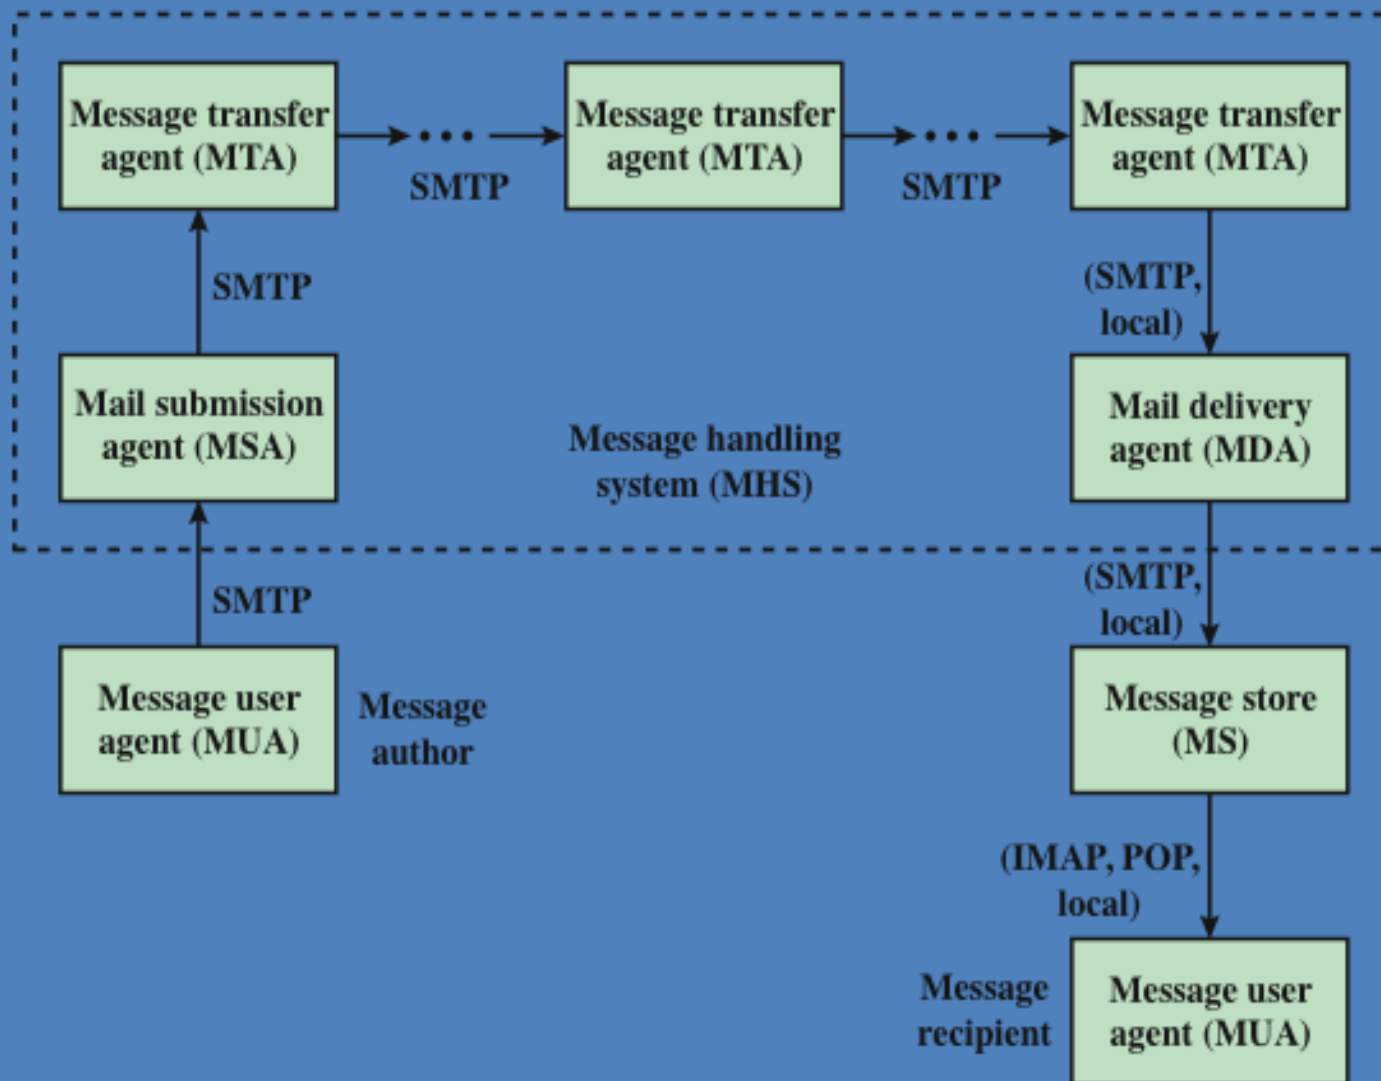 Message transfer
agent (MTA)
SMTP
Message transfer
agent (MTA)
SMTP
Message transfer
agent (MTA)
SMTP
(SMTP,
local)
Mail submission
agent (MSA)
Message handling
system (MHS)
Mail delivery
agent (MDA)
SMTP
(SMTP,
local)
Message user
agent (MUA)
Message
author
Message store
(MS)
(IMAP, POP,
local)
Message
recipient
Message user
agent (MUA)